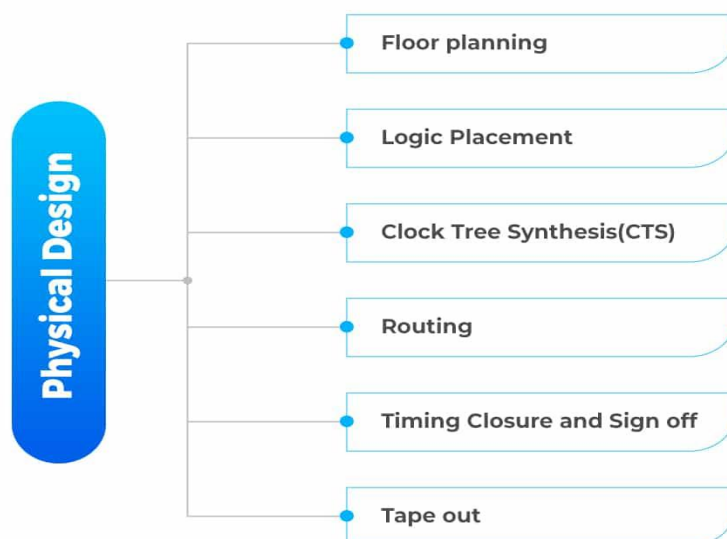 Physical Design
Floor planning
Logic Placement
Clock Tree Synthesis(CTS)
Routing
Timing Closure and Sign off
Tape out